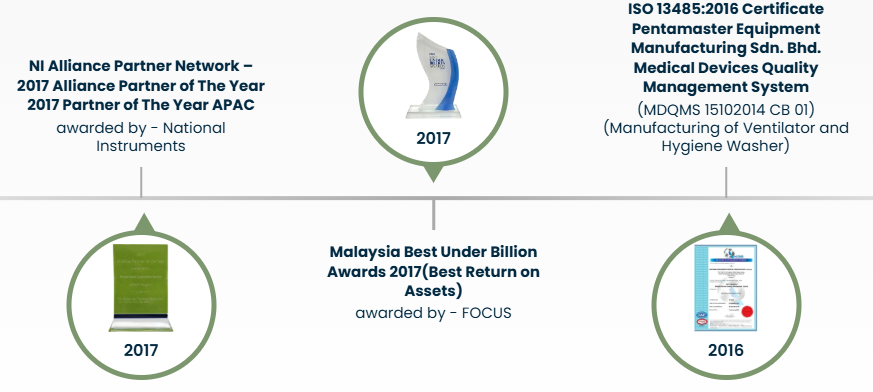 NI Alliance Partner Network –
2017 Alliance Partner of The Year
2017 Partner of The Year APAC
awarded by - National
Instruments
2017
2017
Malaysia Best Under Billion
Awards 2017(Best Return on
Assets)
awarded by - FOCUS
ISO 13485:2016 Certificate
Pentamaster Equipment
Manufacturing Sdn. Bhd.
Medical Devices Quality
Management System
(MDQMS 15102014 CB 01)
(Manufacturing of Ventilator and
Hygiene Washer)
2016